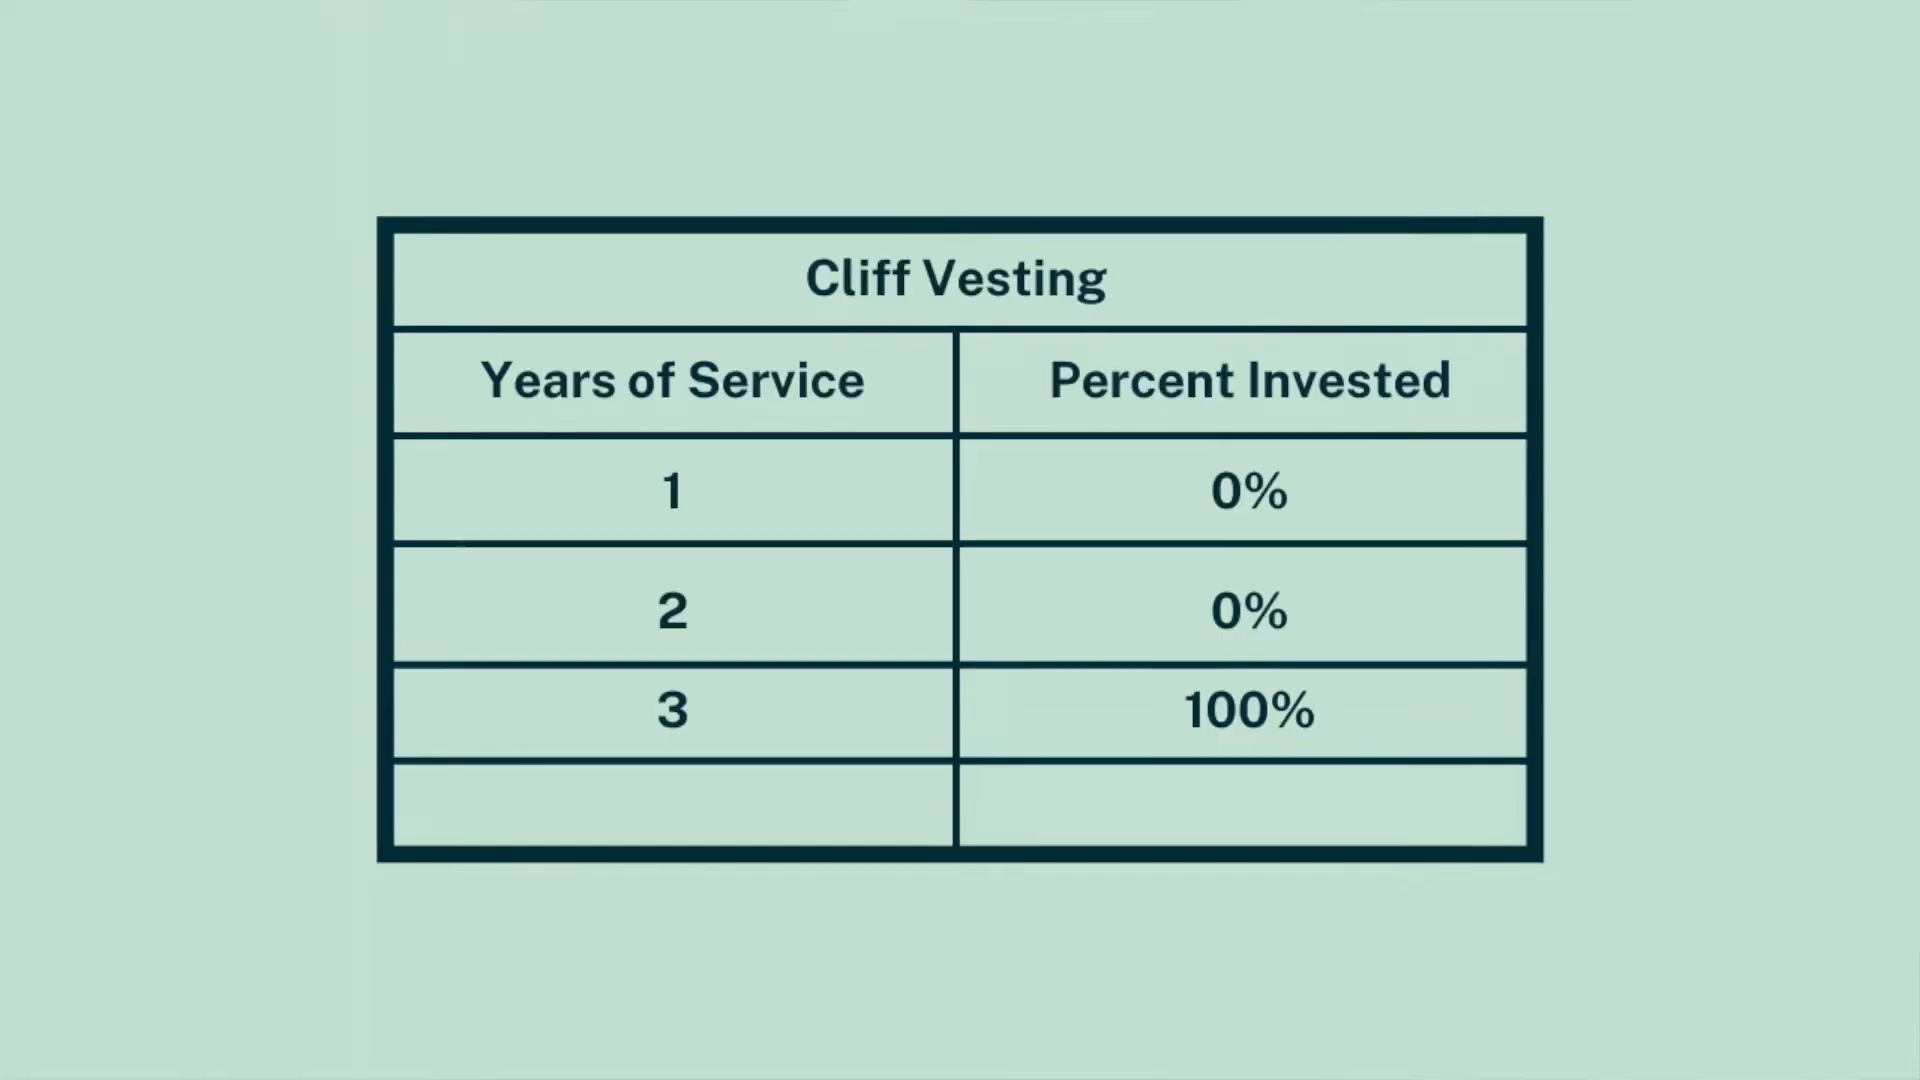 Cliff Vesting
Years of Service Percent Invested
1 0%
2 0%
3 100%